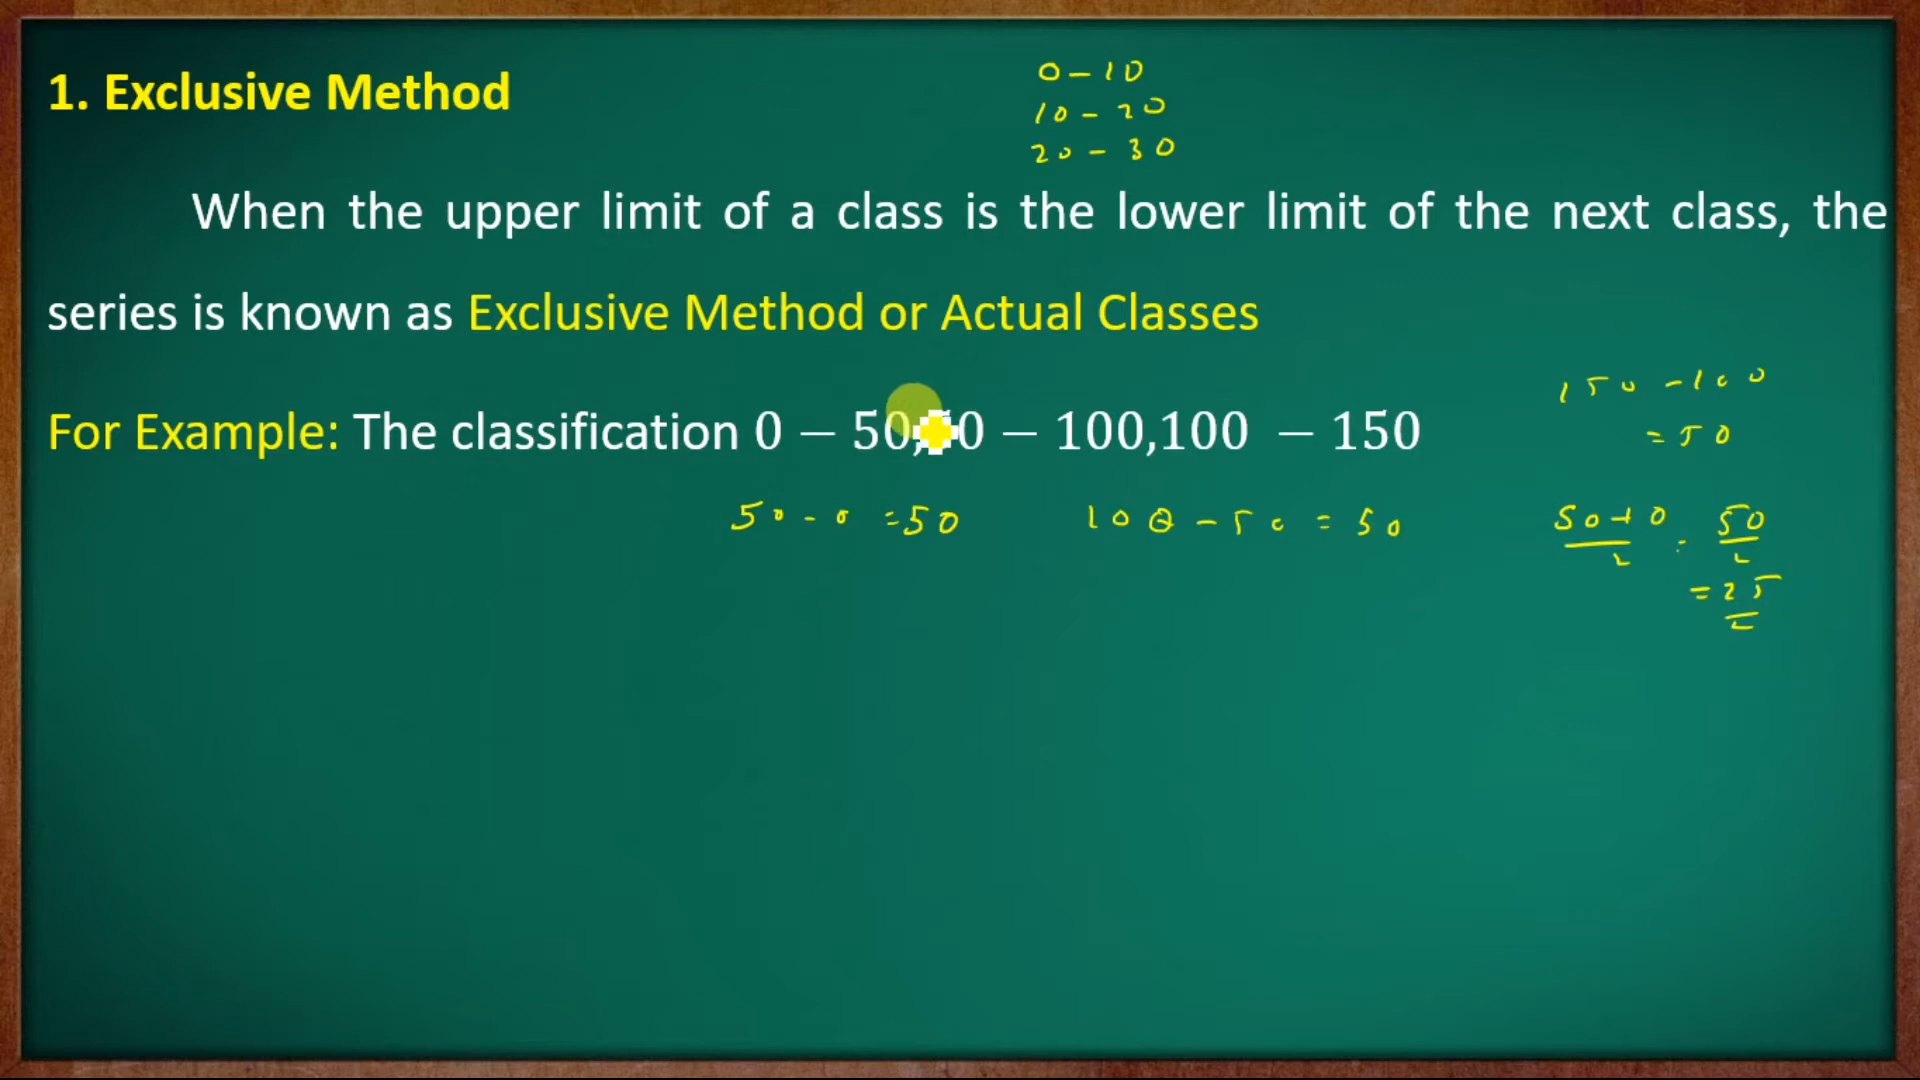 1. Exclusive Method
0 - 10
10 - 20
20 - 30
When the upper limit of a class is the lower limit of the next class, the
series is known as Exclusive Method or Actual Classes
For Example: The classification 0 − 50,50 − 100,100 − 150
150 - 100
= 50
50 - 0 = 50
100 - 50 = 50
50+0/2 = 50/2
= 25